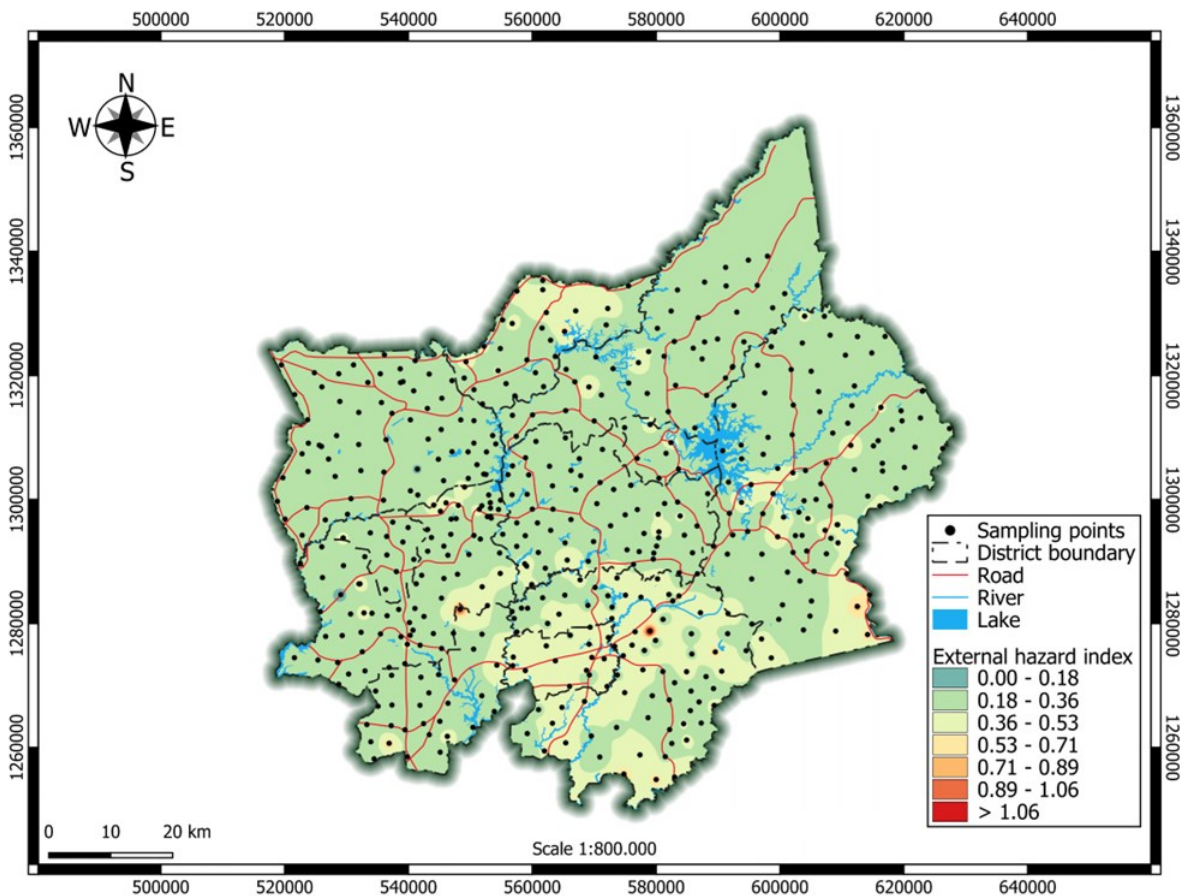 500000 520000 540000 560000 580000 600000 620000 640000
N
W E
S
1360000 1360000
1340000 1340000
1320000 1320000
1300000 1300000
1280000 1280000
1260000 1260000
Sampling points
District boundary
Road
River
Lake
External hazard index
0.00 - 0.18
0.18 - 0.36
0.36 - 0.53
0.53 - 0.71
0.71 - 0.89
0.89 - 1.06
> 1.06
0 10 20 km
Scale 1:800.000
500000 520000 540000 560000 580000 600000 620000 640000